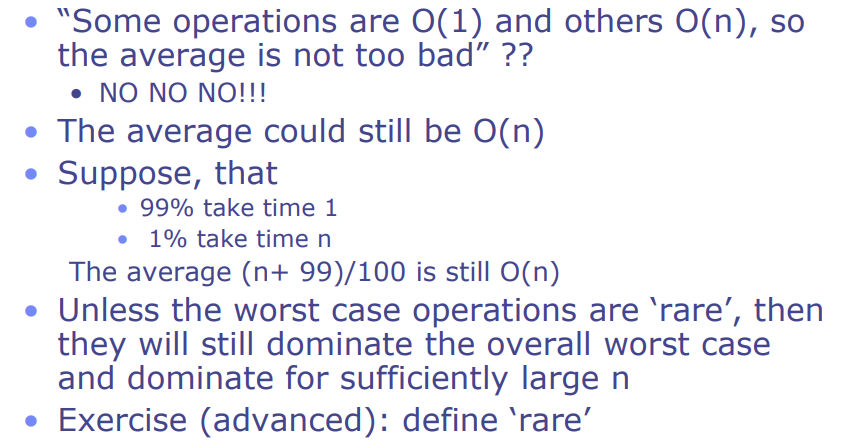 • “Some operations are O(1) and others O(n), so
the average is not too bad” ??
• NO NO NO!!!
• The average could still be O(n)
• Suppose, that
• 99% take time 1
• 1% take time n
The average (n+ 99)/100 is still O(n)
• Unless the worst case operations are ‘rare’, then
they will still dominate the overall worst case
and dominate for sufficiently large n
• Exercise (advanced): define ‘rare’